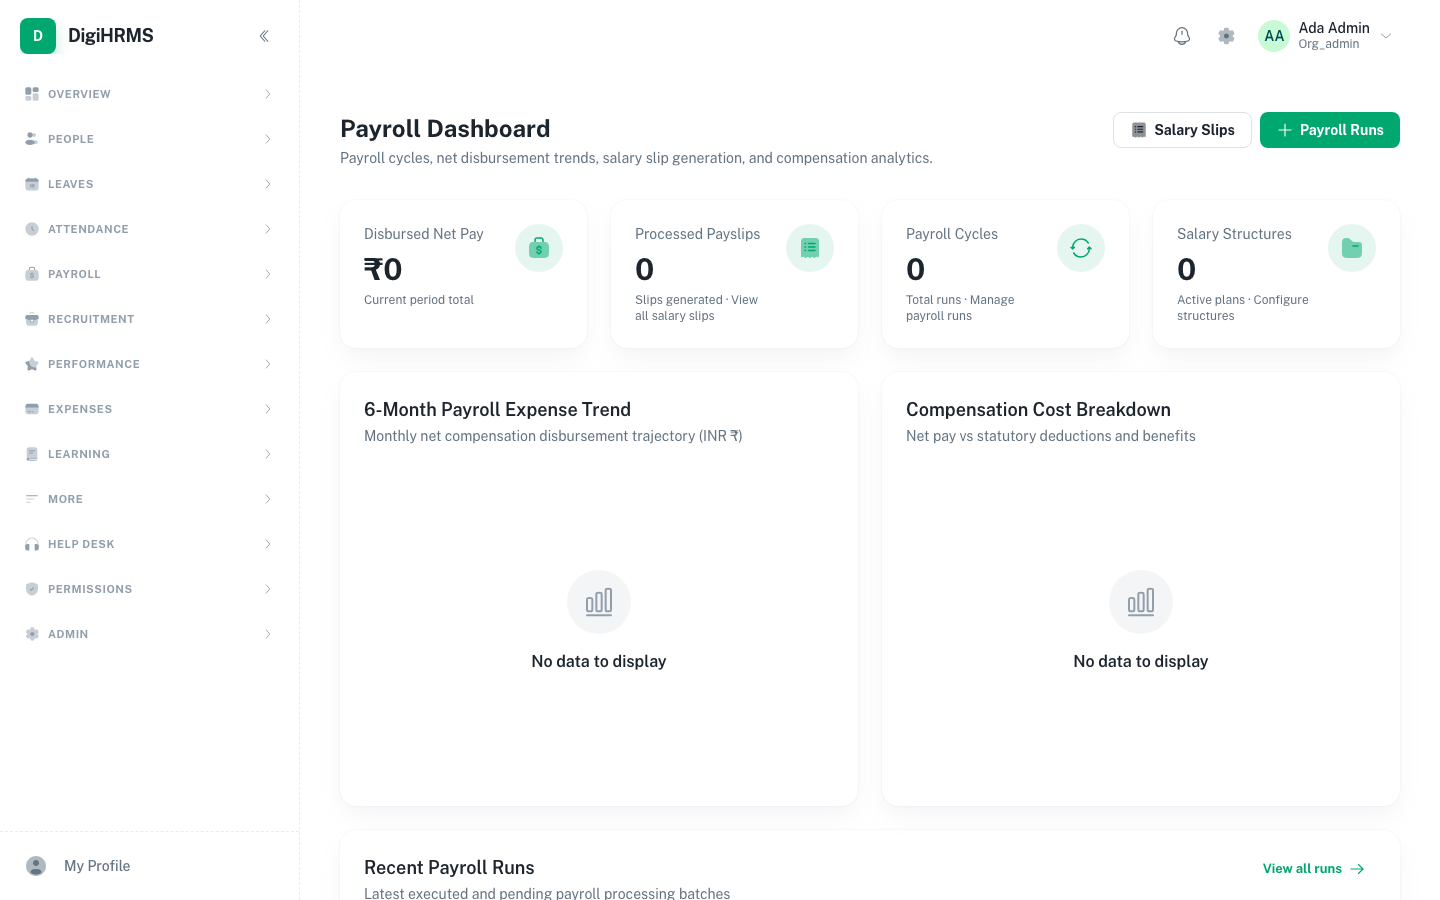 D
DigiHRMS
OVERVIEW
PEOPLE
LEAVES
ATTENDANCE
PAYROLL
RECRUITMENT
PERFORMANCE
EXPENSES
LEARNING
MORE
HELP DESK
PERMISSIONS
ADMIN
My Profile
AA
Ada Admin
Org_admin
Payroll Dashboard
Payroll cycles, net disbursement trends, salary slip generation, and compensation analytics.
Salary Slips
Payroll Runs
Disbursed Net Pay
₹0
Current period total
Processed Payslips
0
Slips generated · View
all salary slips
Payroll Cycles
0
Total runs · Manage
payroll runs
Salary Structures
0
Active plans · Configure
structures
6-Month Payroll Expense Trend
Monthly net compensation disbursement trajectory (INR ₹)
No data to display
Compensation Cost Breakdown
Net pay vs statutory deductions and benefits
No data to display
Recent Payroll Runs
Latest executed and pending payroll processing batches
View all runs